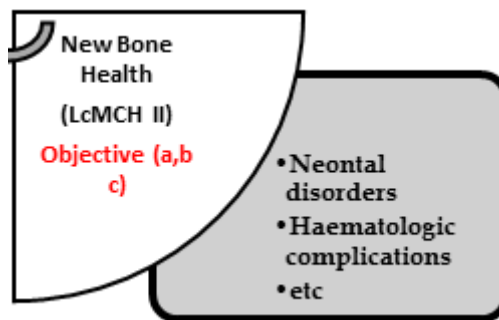 New Bone
Health
(LcMCH II)
Objective (a,b
c)
•Neontal
disorders
•Haematologic
complications
•etc